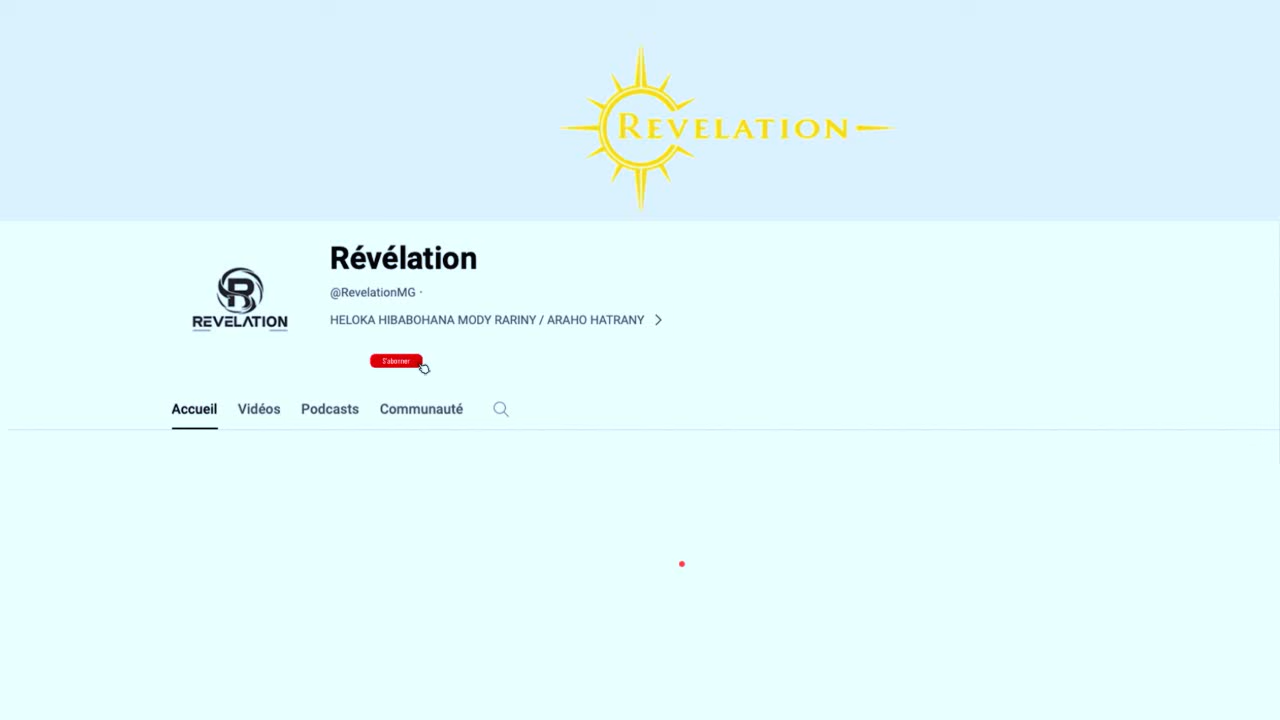 REVELATION
Révélation
REVELATION
@RevelationMG ·
HELOKA HIBABOHANA MODY RARINY / ARAHO HATRANY
S'abonner
Accueil Vidéos Podcasts Communauté